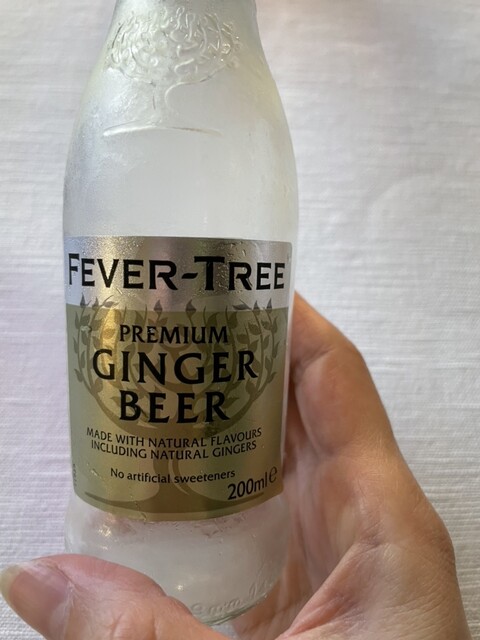 FEVER-TREE
PREMIUM
GINGER
BEER
MADE WITH NATURAL FLAVOURS
INCLUDING NATURAL GINGERS
No artificial sweeteners
200ml℮